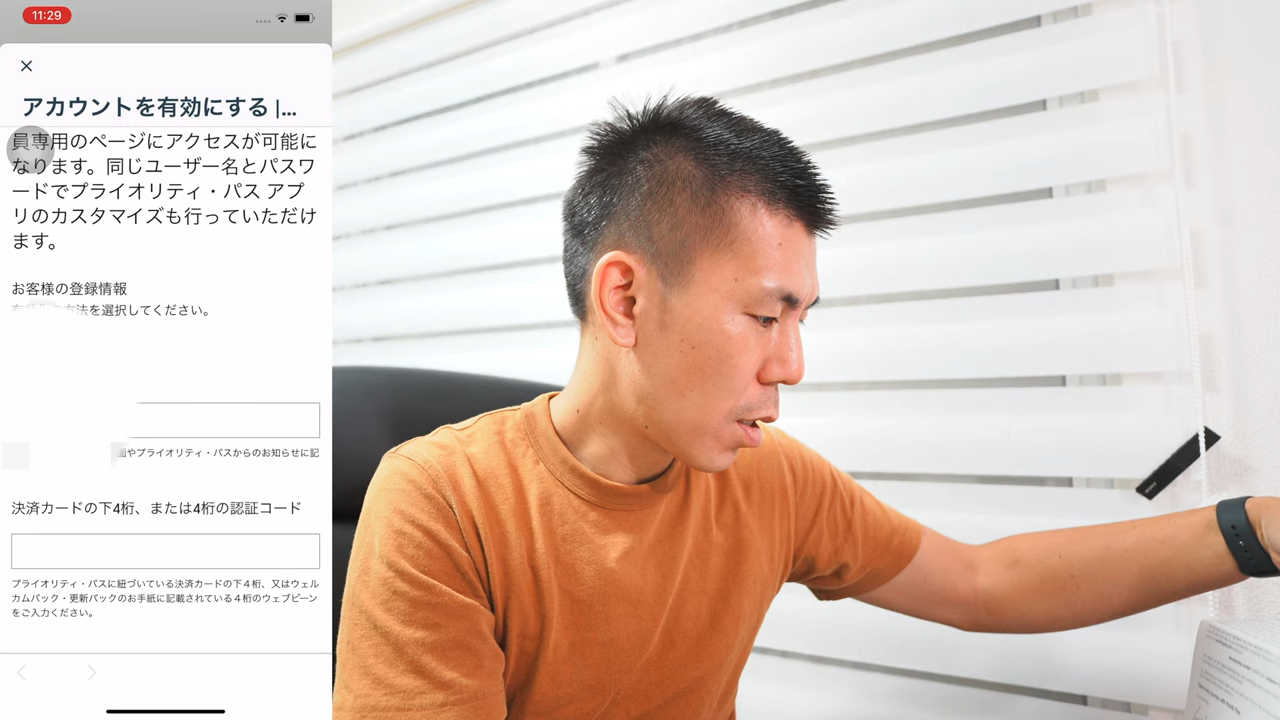 11:29
アカウントを有効にする |...
員専用のページにアクセスが可能に
なります。同じユーザー名とパスワ
ードでプライオリティ・パス アプ
リのカスタマイズも行っていただけ
ます。
お客様の登録情報
方法を選択してください。
面やプライオリティ・パスからのお知らせに記
決済カードの下4桁、または4桁の認証コード
プライオリティ・パスに紐づいている決済カードの下４桁、又はウェル
カムパック・更新パックのお手紙に記載されている４桁のウェブピーン
をご入力ください。